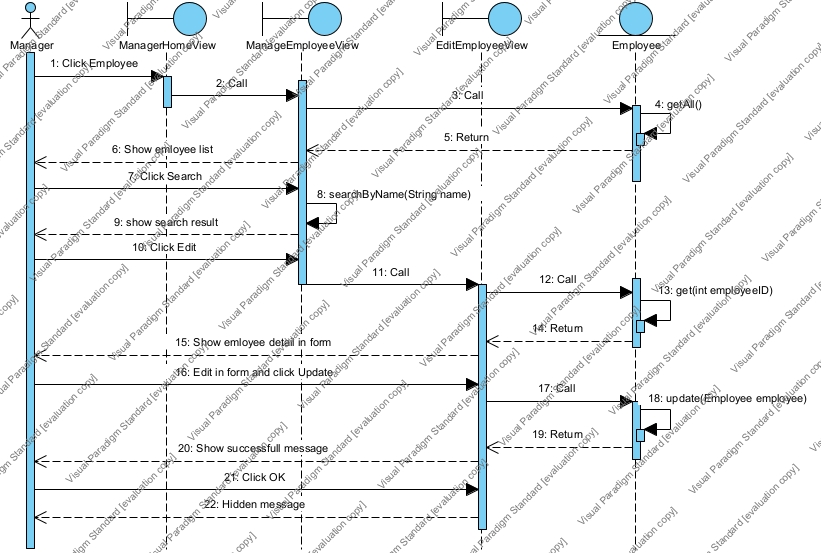 Manager
ManagerHomeView
ManageEmployeeView
EditEmployeeView
Employee
1: Click Employee
2: Call
3: Call
4: getAll()
5: Return
6: Show emloyee list
7: Click Search
8: searchByName(String name)
9: show search result
10: Click Edit
11: Call
12: Call
13: get(int employeeID)
14: Return
15: Show emloyee detail in form
16: Edit in form and click Update
17: Call
18: update(Employee employee)
19: Return
20: Show successfull message
21: Click OK
22: Hidden message
Visual Paradigm Standard [evaluation copy]